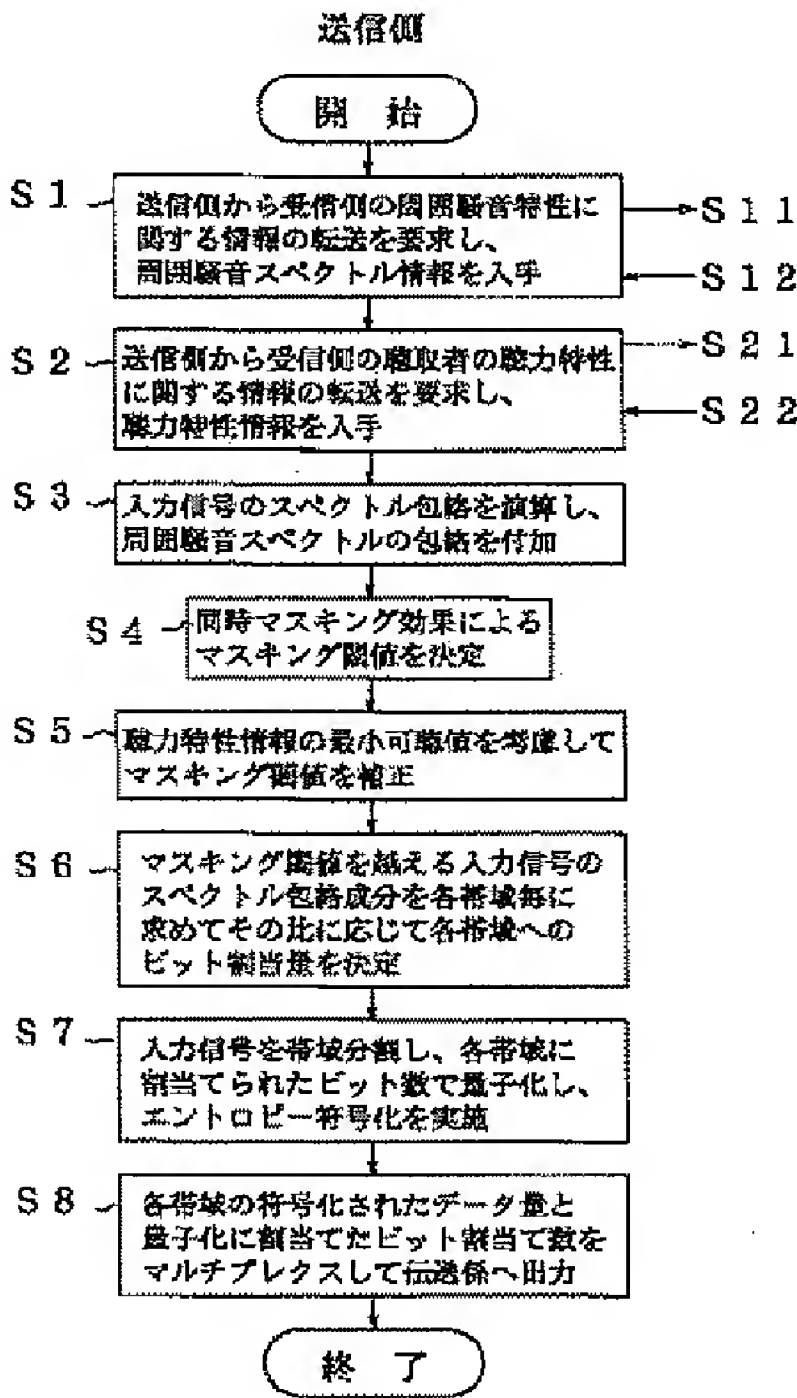 送信側
開 始
S1
送信側から受信側の周囲騒音特性に
関する情報の転送を要求し、
周囲騒音スペクトル情報を入手
S11
S12
S2
送信側から受信側の聴取者の聴力特性
に関する情報の転送を要求し、
聴力特性情報を入手
S21
S22
S3
入力信号のスペクトル包絡を演算し、
周囲騒音スペクトルの包絡を付加
S4
同時マスキング効果による
マスキング閾値を決定
S5
聴力特性情報の最小可聴値を考慮して
マスキング閾値を補正
S6
マスキング閾値を越える入力信号の
スペクトル包絡成分を各帯域毎に
求めてその比に応じて各帯域への
ビット割当量を決定
S7
入力信号を帯域分割し、各帯域に
割当てられたビット数で量子化し、
エントロピー符号化を実施
S8
各帯域の符号化されたデータ量と
量子化に割当てたビット割当て数を
マルチプレクスして伝送係へ出力
終 了